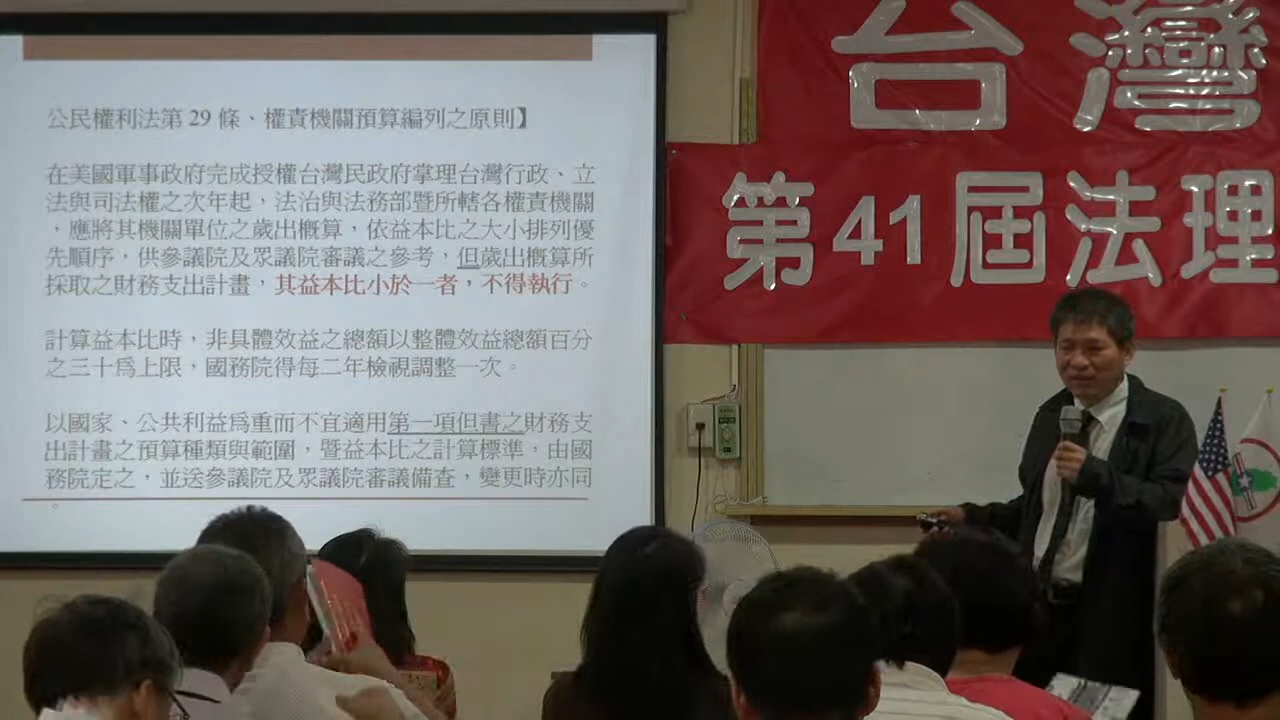 公民權利法第 29 條、權責機關預算編列之原則】
在美國軍事政府完成授權台灣民政府掌理台灣行政、立
法與司法權之次年起，法治與法務部暨所轄各權責機關
，應將其機關單位之歲出概算，依益本比之大小排列優
先順序，供參議院及眾議院審議之參考，但歲出概算所
採取之財務支出計畫，其益本比小於一者，不得執行。
計算益本比時，非具體效益之總額以整體效益總額百分
之三十為上限，國務院得每二年檢視調整一次。
以國家、公共利益為重而不宜適用第一項但書之財務支
出計畫之預算種類與範圍，暨益本比之計算標準，由國
務院定之，並送參議院及眾議院審議備查，變更時亦同
。
台灣
第41屆法理